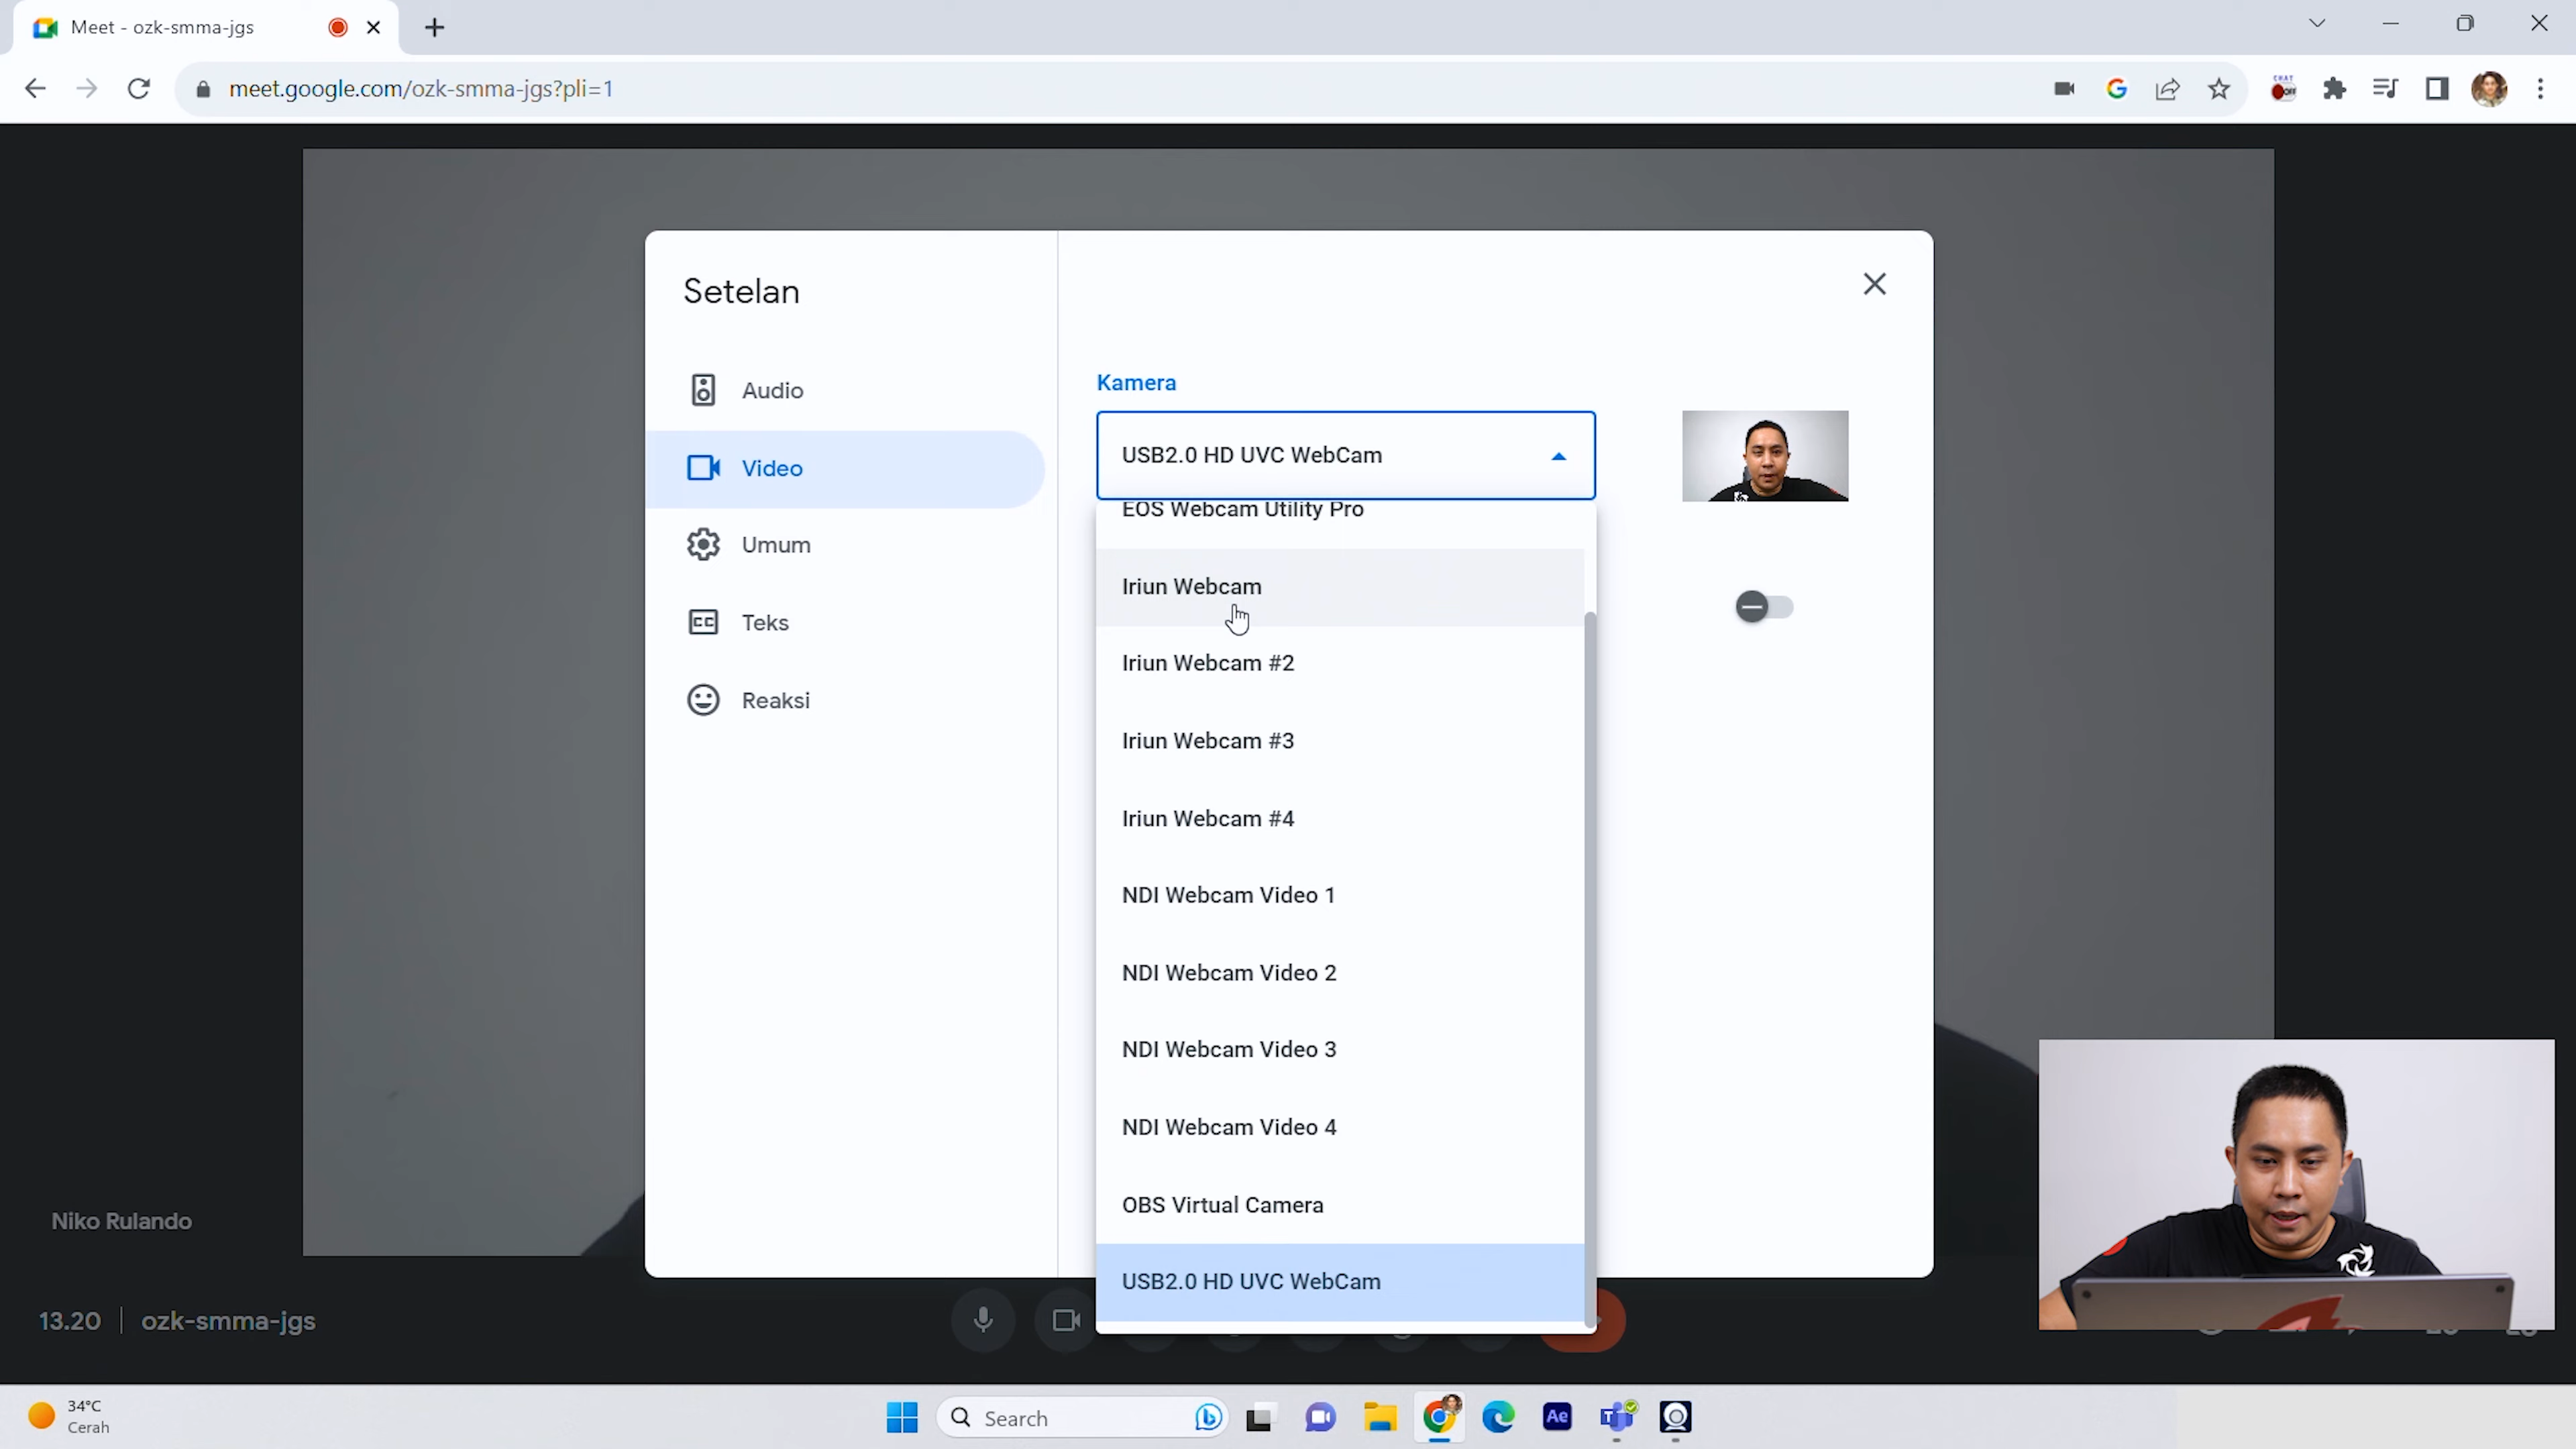 Meet - ozk-smma-jgs
meet.google.com/ozk-smma-jgs?pli=1
CHAT
OFF
Setelan
Audio
Video
Umum
Teks
Reaksi
Kamera
USB2.0 HD UVC WebCam
EOS Webcam Utility Pro
Iriun Webcam
Iriun Webcam #2
Iriun Webcam #3
Iriun Webcam #4
NDI Webcam Video 1
NDI Webcam Video 2
NDI Webcam Video 3
NDI Webcam Video 4
OBS Virtual Camera
USB2.0 HD UVC WebCam
Niko Rulando
13.20 | ozk-smma-jgs
34°C
Cerah
Search
Ae